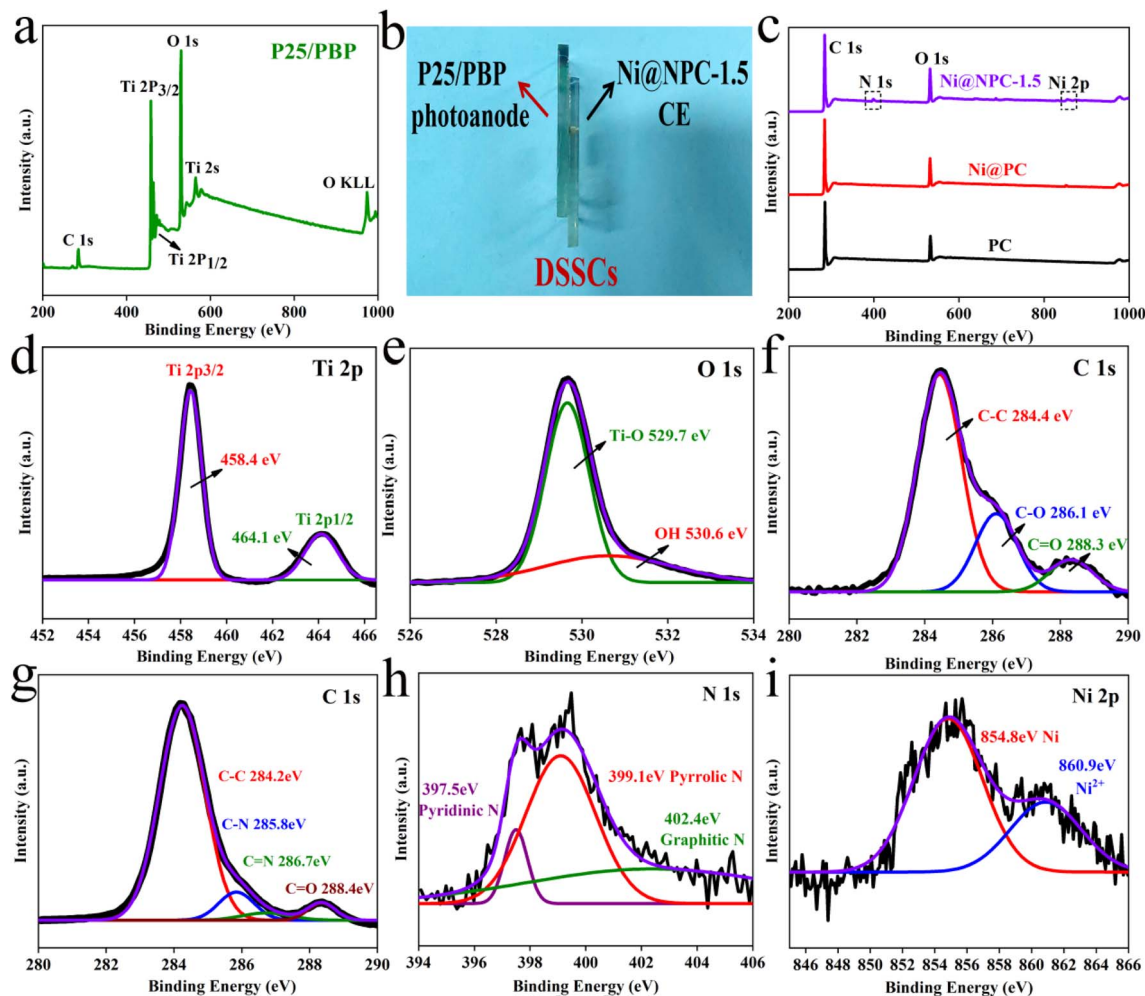 a
P25/PBP
O 1s
Ti 2P3/2
Ti 2s
O KLL
C 1s
Ti 2P1/2
Intensity (a.u.)
200 400 600 800 1000
Binding Energy (eV)
b
P25/PBP
photoanode
Ni@NPC-1.5
CE
DSSCs
c
C 1s
O 1s
N 1s
Ni@NPC-1.5
Ni 2p
Ni@PC
PC
Intensity (a.u.)
200 400 600 800 1000
Binding Energy (eV)
d
Ti 2p
Ti 2p3/2
458.4 eV
Ti 2p1/2
464.1 eV
Intensity (a.u.)
452 454 456 458 460 462 464 466
Binding Energy (eV)
e
O 1s
Ti-O 529.7 eV
OH 530.6 eV
Intensity (a.u.)
526 528 530 532 534
Binding Energy (eV)
f
C 1s
C-C 284.4 eV
C-O 286.1 eV
C=O 288.3 eV
Intensity (a.u.)
280 282 284 286 288 290
Binding Energy (eV)
g
C 1s
C-C 284.2eV
C-N 285.8eV
C=N 286.7eV
C=O 288.4eV
Intensity (a.u.)
280 282 284 286 288 290
Binding Energy (eV)
h
N 1s
397.5eV
Pyridinic N
399.1eV Pyrrolic N
402.4eV
Graphitic N
Intensity (a.u.)
394 396 398 400 402 404 406
Binding Energy (eV)
i
Ni 2p
854.8eV Ni
860.9eV
Ni²⁺
Intensity (a.u.)
846 848 850 852 854 856 858 860 862 864 866
Binding Energy (eV)